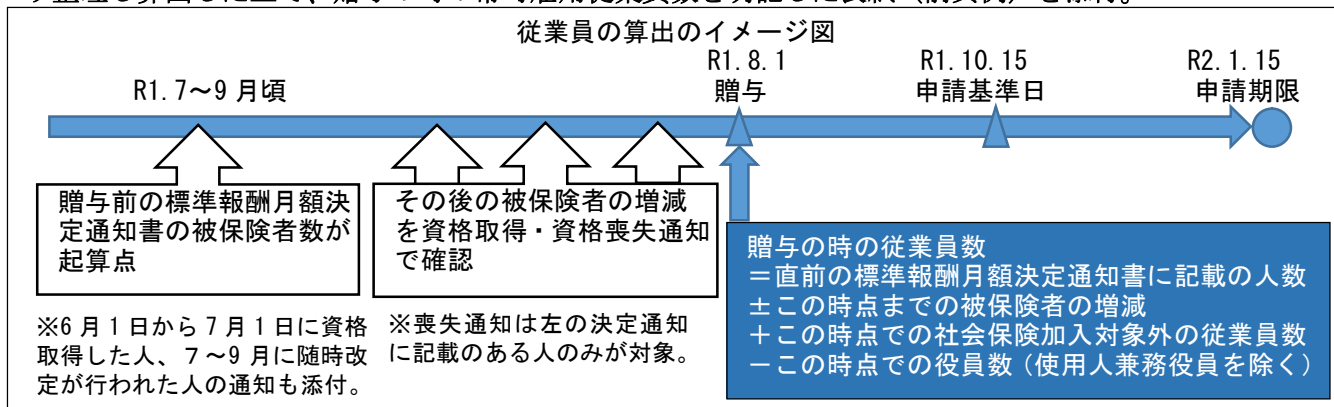 従業員の算出のイメージ図
R1.7～9月頃
R1.8.1
贈与
R1.10.15
申請基準日
R2.1.15
申請期限
贈与前の標準報酬月額決
定通知書の被保険者数が
起算点
その後の被保険者の増減
を資格取得・資格喪失通知
で確認
贈与の時の従業員数
＝直前の標準報酬月額決定通知書に記載の人数
±この時点までの被保険者の増減
＋この時点での社会保険加入対象外の従業員数
－この時点での役員数（使用人兼務役員を除く）
※6月1日から7月1日に資格
取得した人、７～9月に随時改
定が行われた人の通知も添付。
※喪失通知は左の決定通知
に記載のある人のみが対象。